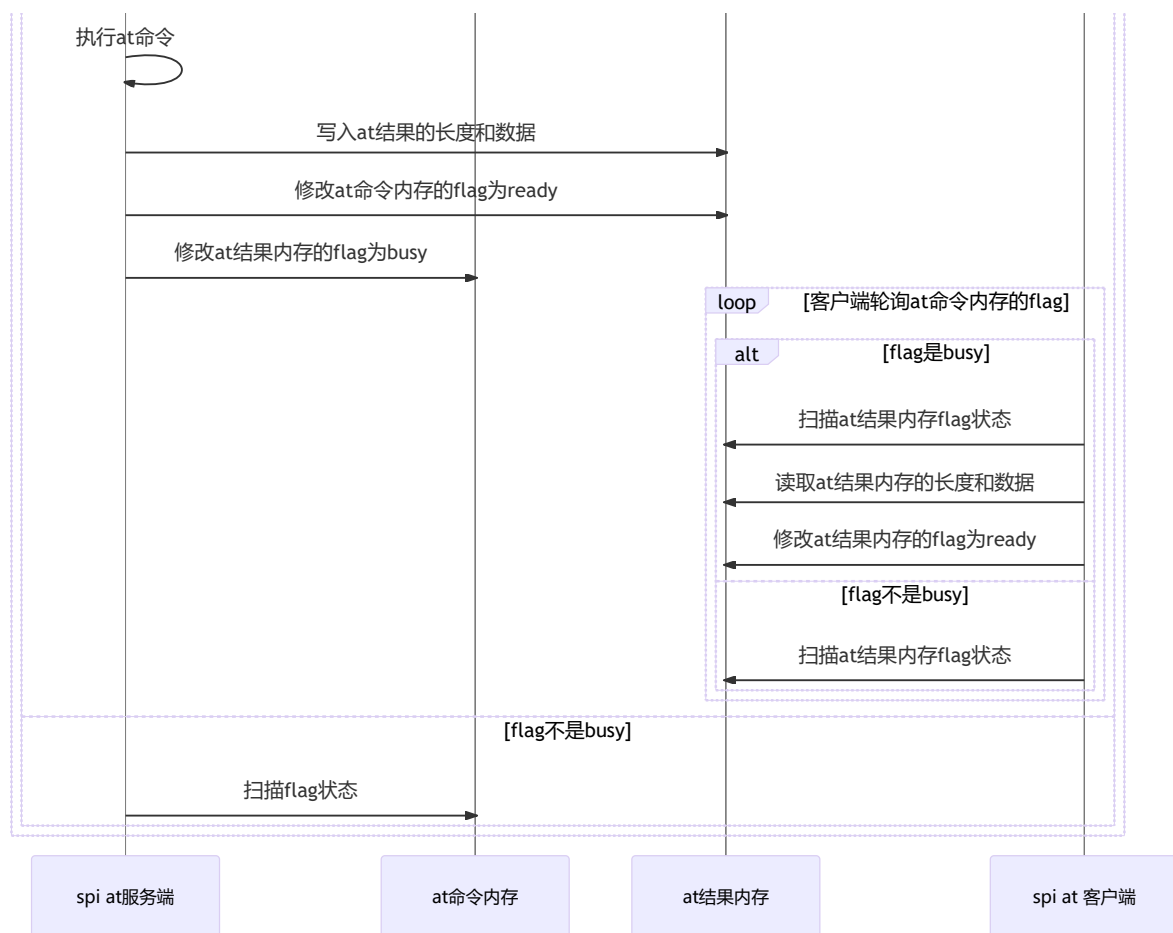 执行at命令
写入at结果的长度和数据
修改at命令内存的flag为ready
修改at结果内存的flag为busy
loop [客户端轮询at命令内存的flag]
alt [flag是busy]
扫描at结果内存flag状态
读取at结果内存的长度和数据
修改at结果内存的flag为ready
[flag不是busy]
扫描at结果内存flag状态
[flag不是busy]
扫描flag状态
spi at服务端 at命令内存 at结果内存 spi at 客户端